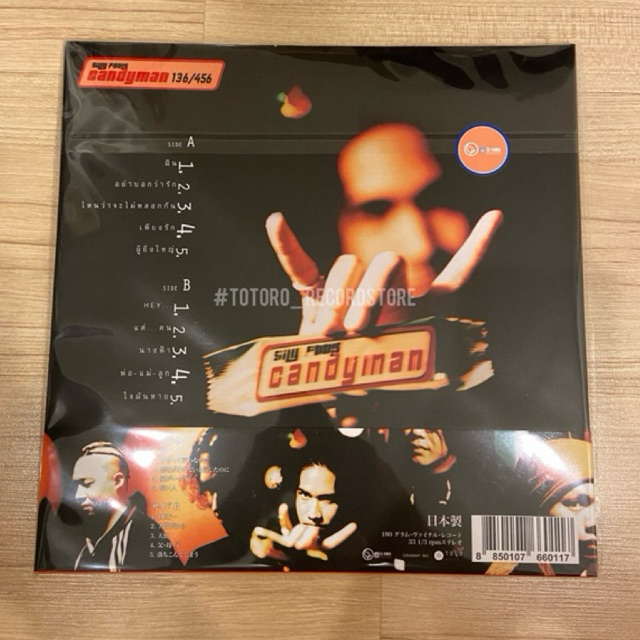 Silly Fools
candyman 136/456
SIDE A
ฝัน 1.
อย่าบอกว่ารัก 2.
ไหนว่าจะไม่หลอกกัน 3.
เพียงรัก 4.
ผู้ยิ่งใหญ่ 5.
#TOTORO_RECORDSTORE
SIDE B
HEY... 1.
แค่...คน 2.
นางฟ้า 3.
พ่อ-แม่-ลูก 4.
ใจมันหาย 5.
Silly Fools
candyman
日本製
180 グラム・ヴァイナル・レコード
33 1/3 rpmステレオ
8 850107 660117